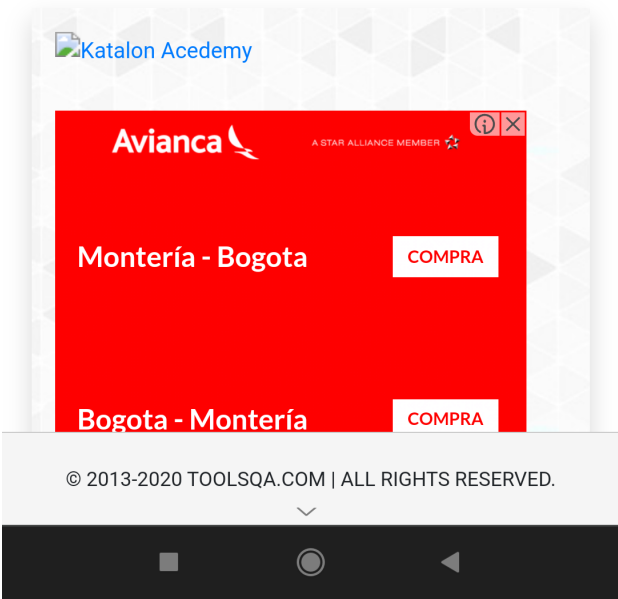 Katalon Acedemy
Avianca
A STAR ALLIANCE MEMBER
Montería - Bogota
COMPRA
Bogota - Montería
COMPRA
© 2013-2020 TOOLSQA.COM | ALL RIGHTS RESERVED.